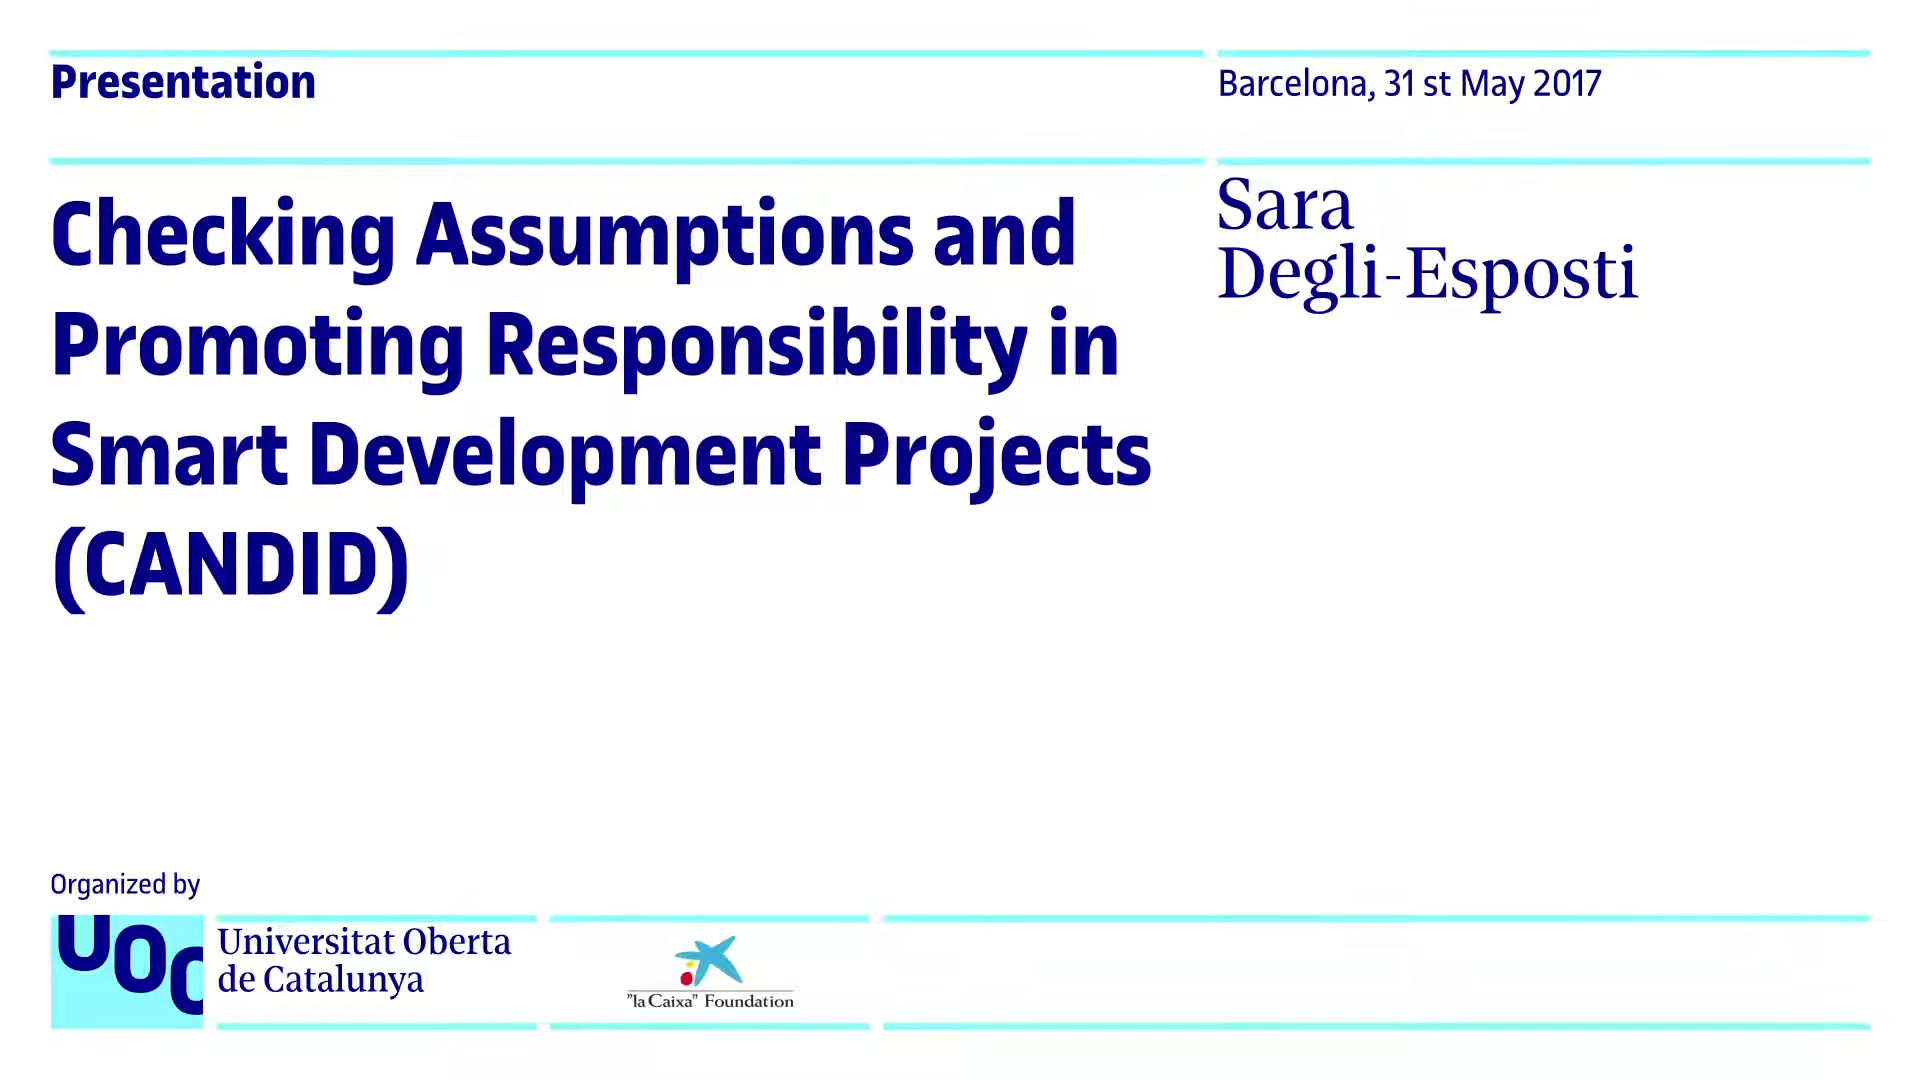 Presentation
Barcelona, 31 st May 2017
Checking Assumptions and
Promoting Responsibility in
Smart Development Projects
(CANDID)
Sara
Degli-Esposti
Organized by
UOC
Universitat Oberta
de Catalunya
"la Caixa" Foundation